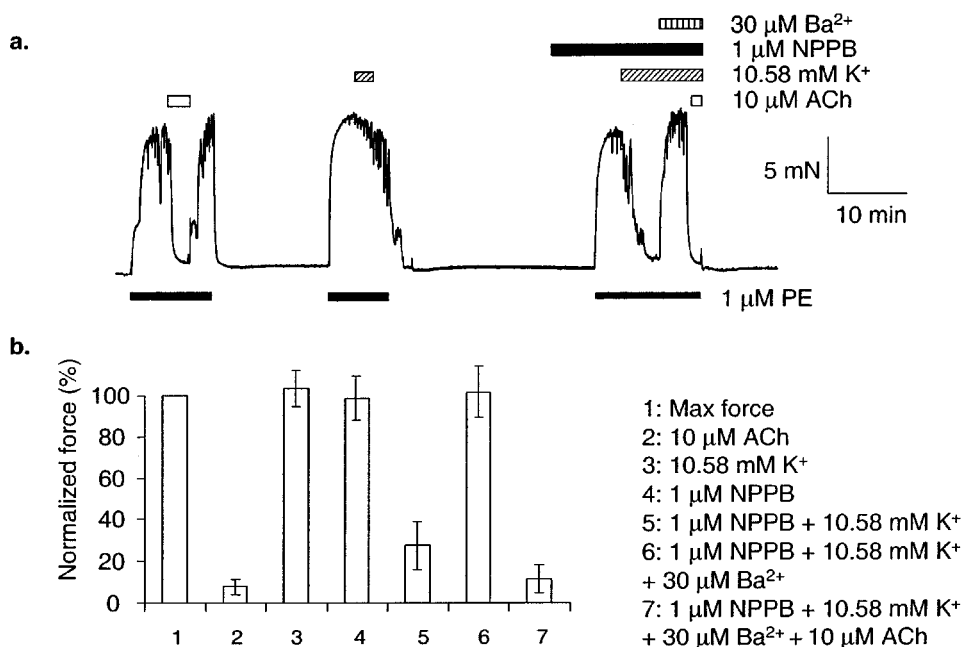 a.
30 μM Ba²⁺
1 μM NPPB
10.58 mM K⁺
10 μM ACh
5 mN
10 min
1 μM PE
b.
Normalized force (%)
100
80
60
40
20
0
1 2 3 4 5 6 7
1: Max force
2: 10 μM ACh
3: 10.58 mM K⁺
4: 1 μM NPPB
5: 1 μM NPPB + 10.58 mM K⁺
6: 1 μM NPPB + 10.58 mM K⁺
+ 30 μM Ba²⁺
7: 1 μM NPPB + 10.58 mM K⁺
+ 30 μM Ba²⁺ + 10 μM ACh